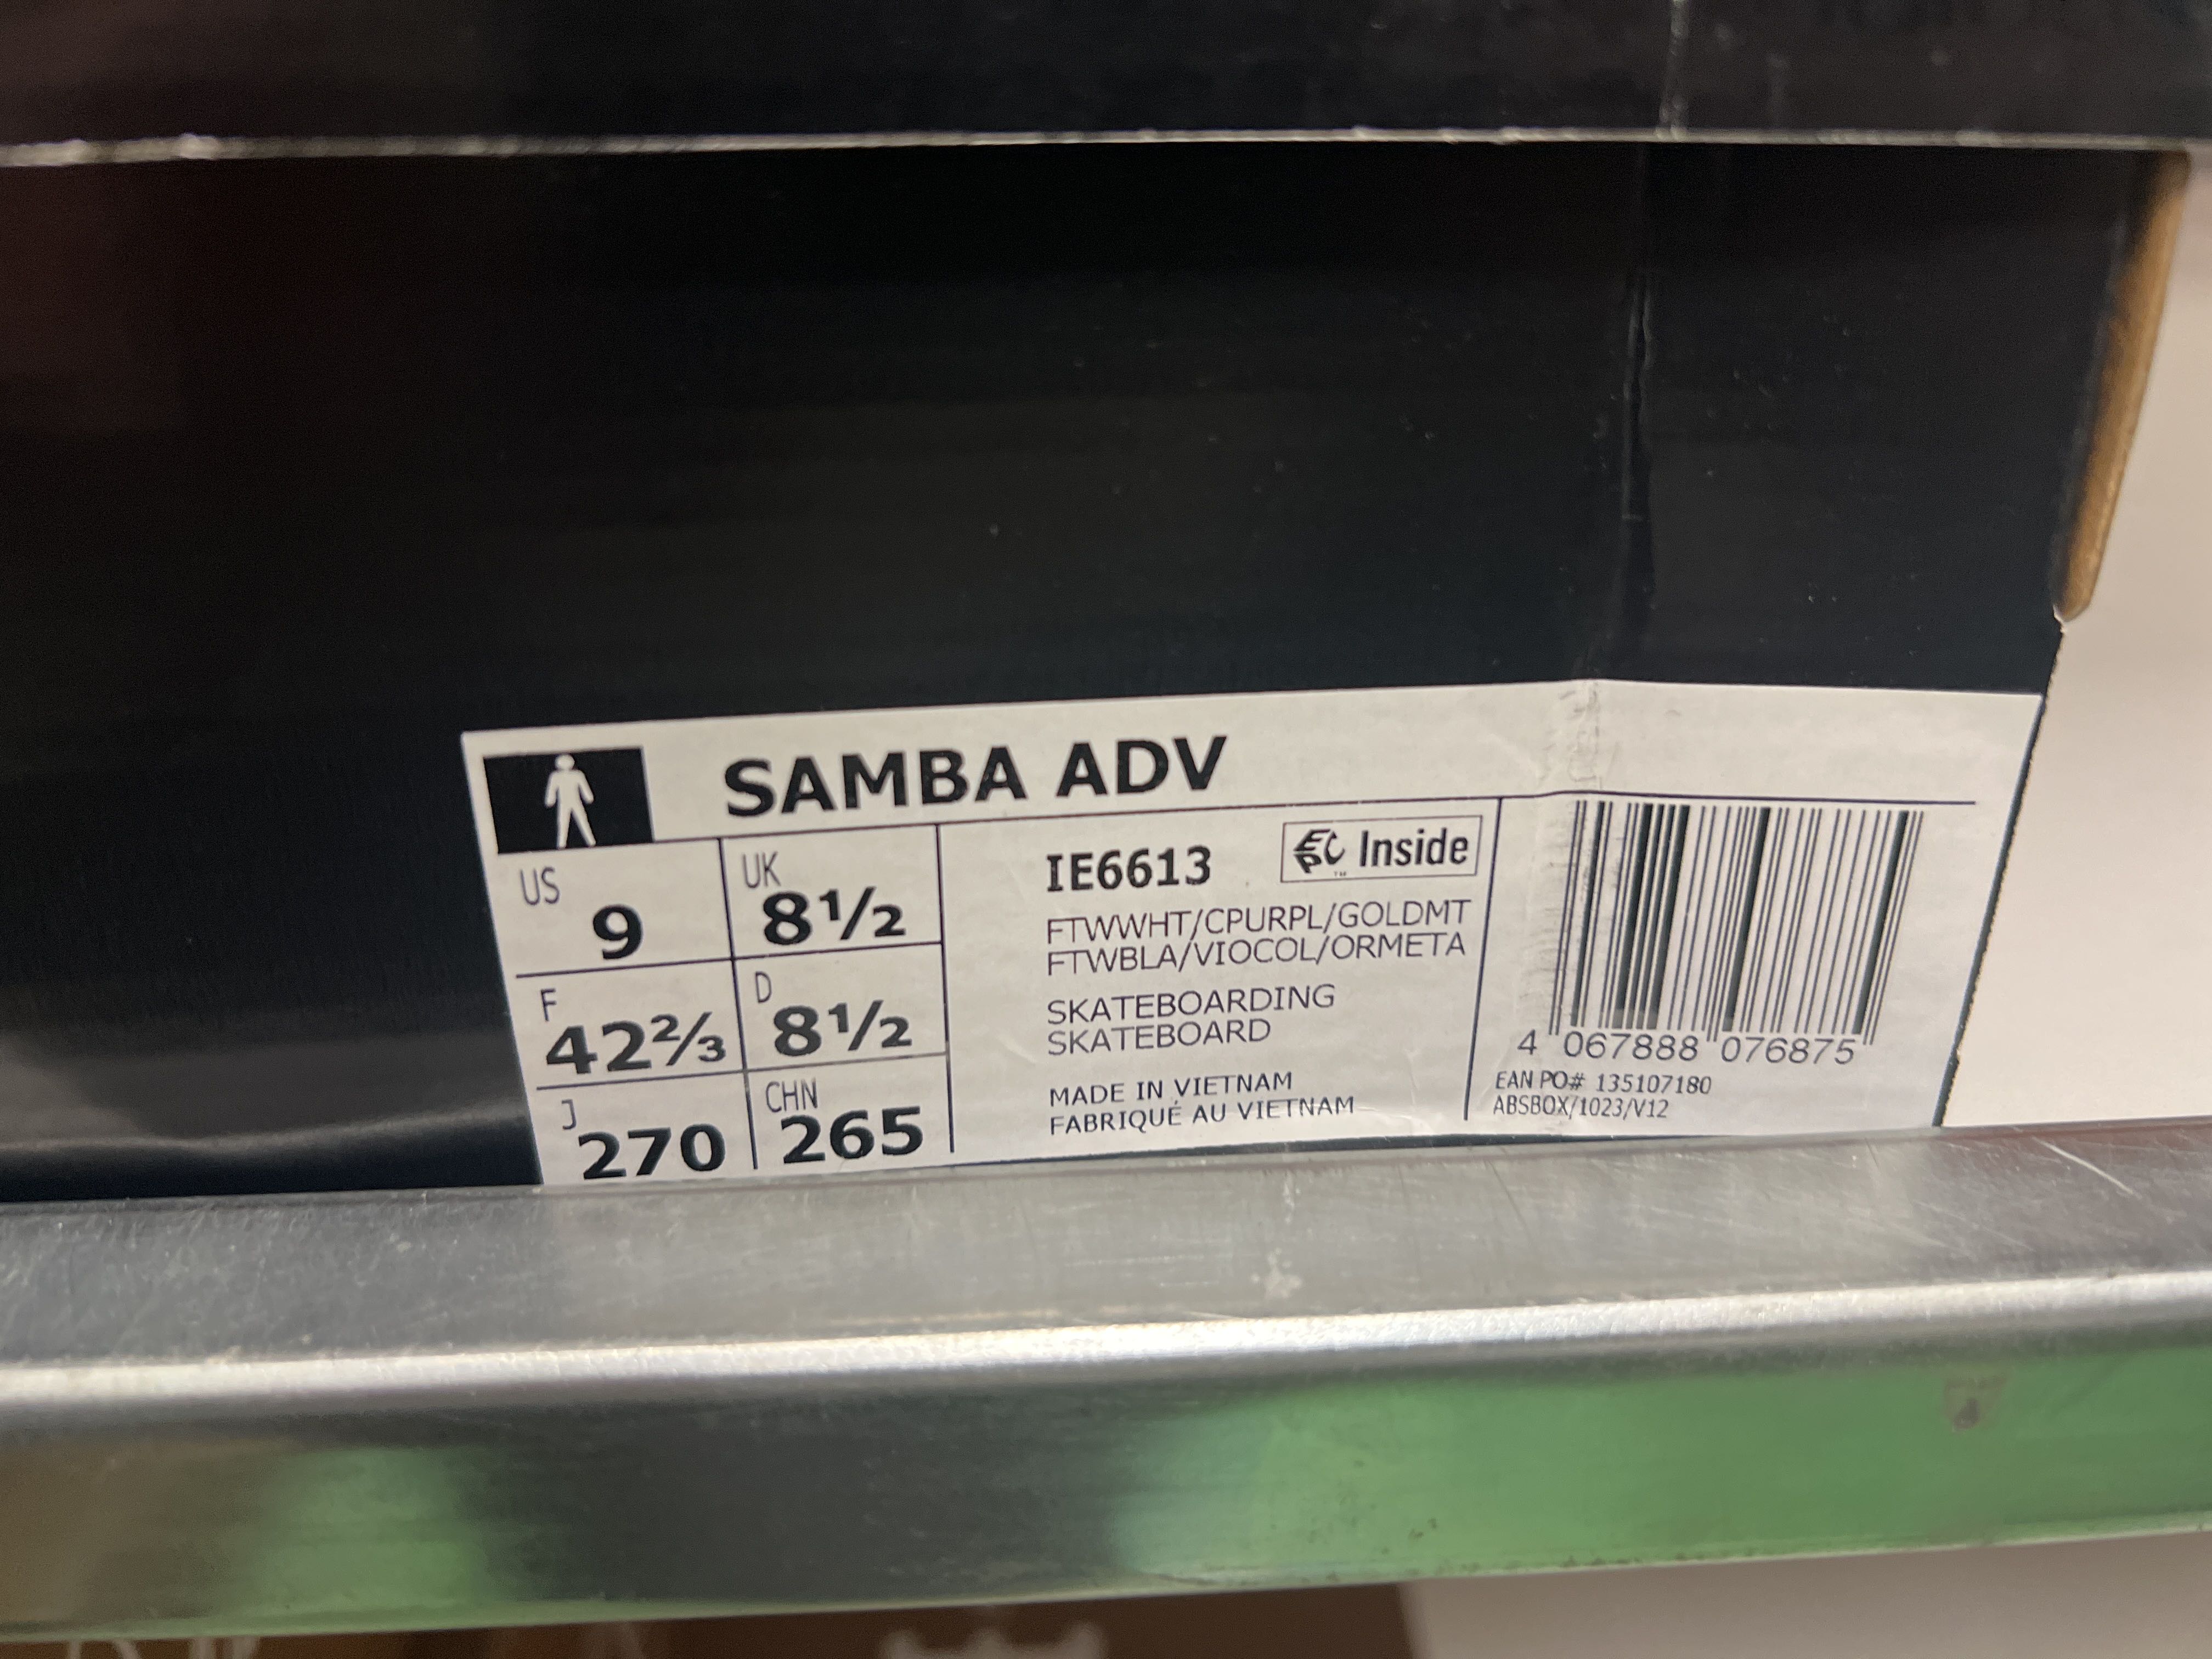 SAMBA ADV
US 9
UK 8½
F 42⅔
D 8½
J 270
CHN 265
IE6613
Inside
FTWWHT/CPURPL/GOLDMT
FTWBLA/VIOCOL/ORMETA
SKATEBOARDING
SKATEBOARD
MADE IN VIETNAM
FABRIQUÉ AU VIETNAM
4 067888 076875
EAN PO# 135107180
ABSBOX/1023/V12